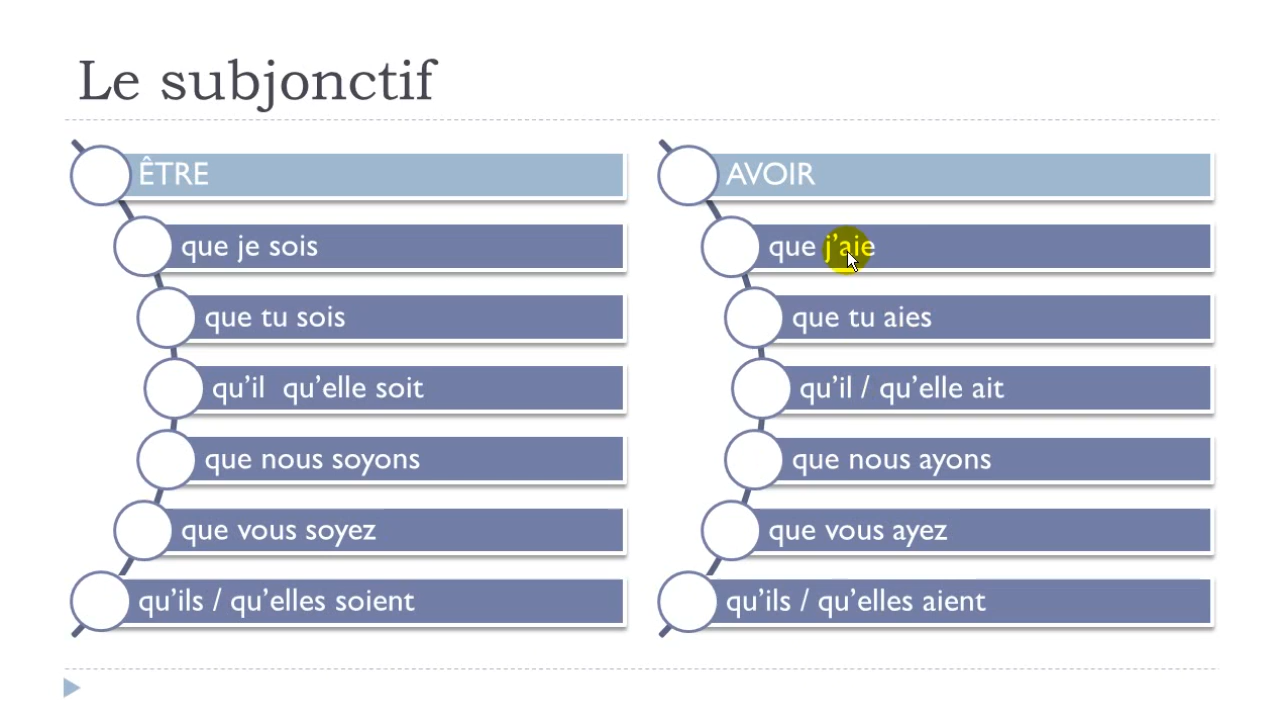 Le subjonctif
ÊTRE
que je sois
que tu sois
qu’il  qu’elle soit
que nous soyons
que vous soyez
qu’ils / qu’elles soient
AVOIR
que j’aie
que tu aies
qu’il / qu’elle ait
que nous ayons
que vous ayez
qu’ils / qu’elles aient